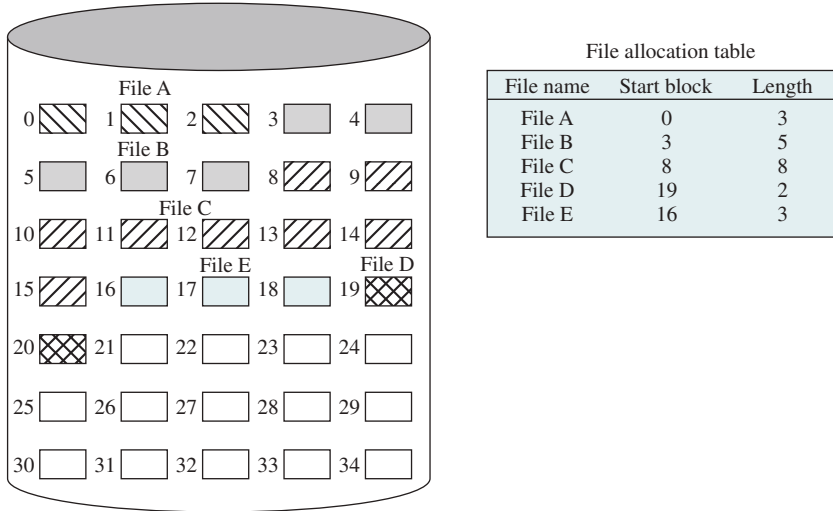 File allocation table
File name Start block Length
File A 0 3
File B 3 5
File C 8 8
File D 19 2
File E 16 3
File A
0 1 2 3 4
File B
5 6 7 8 9
File C
10 11 12 13 14
File E File D
15 16 17 18 19
20 21 22 23 24
25 26 27 28 29
30 31 32 33 34